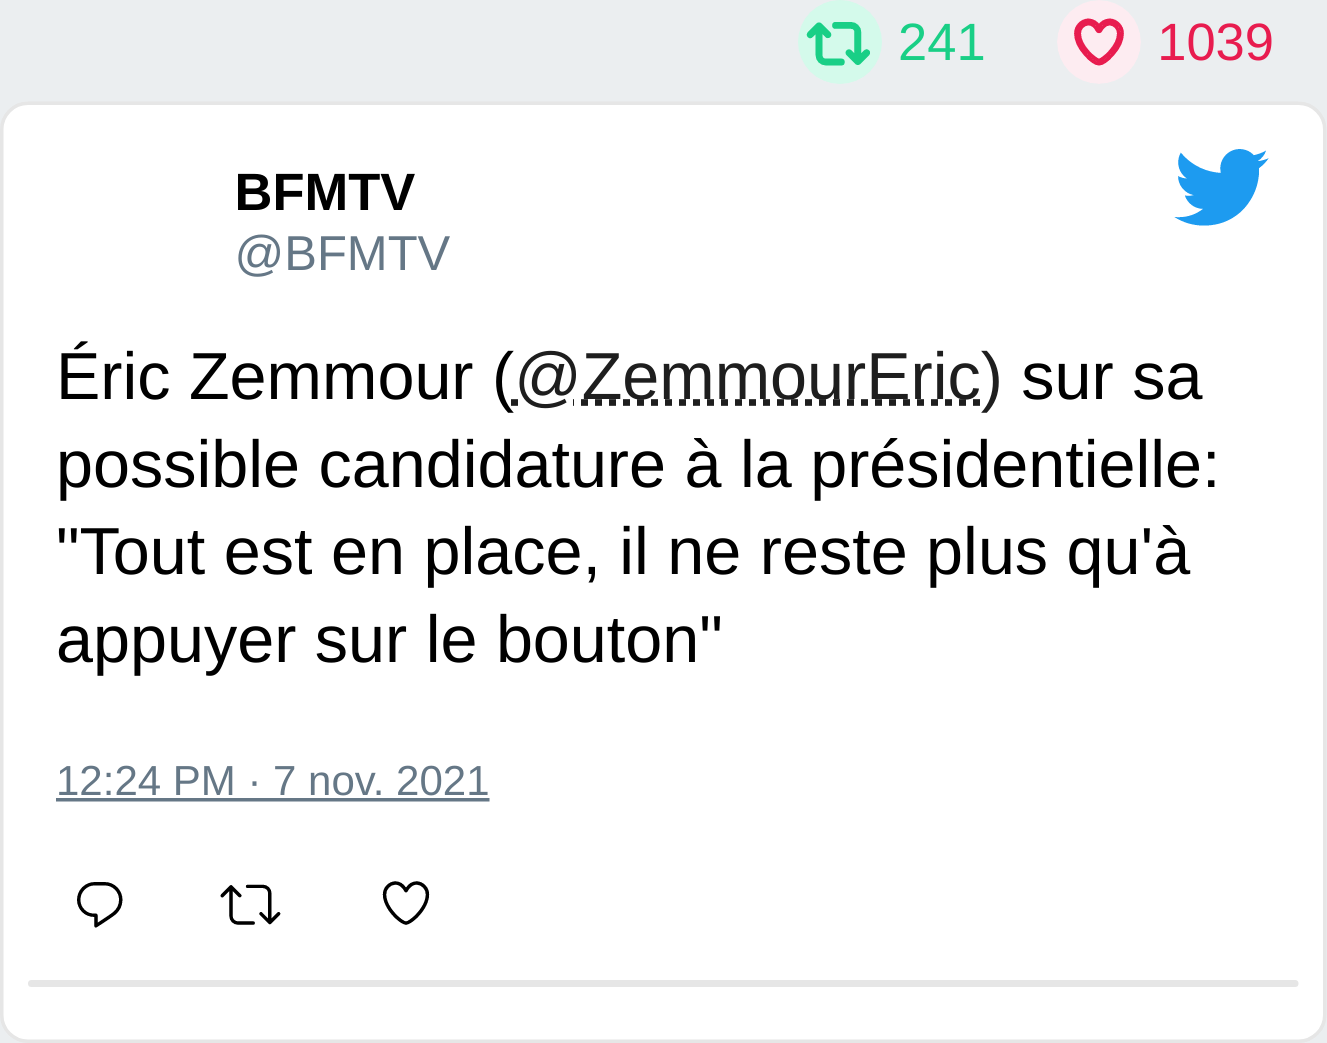 241 1039
BFMTV
@BFMTV
Éric Zemmour (@ZemmourEric) sur sa
possible candidature à la présidentielle:
"Tout est en place, il ne reste plus qu'à
appuyer sur le bouton"
12:24 PM · 7 nov. 2021